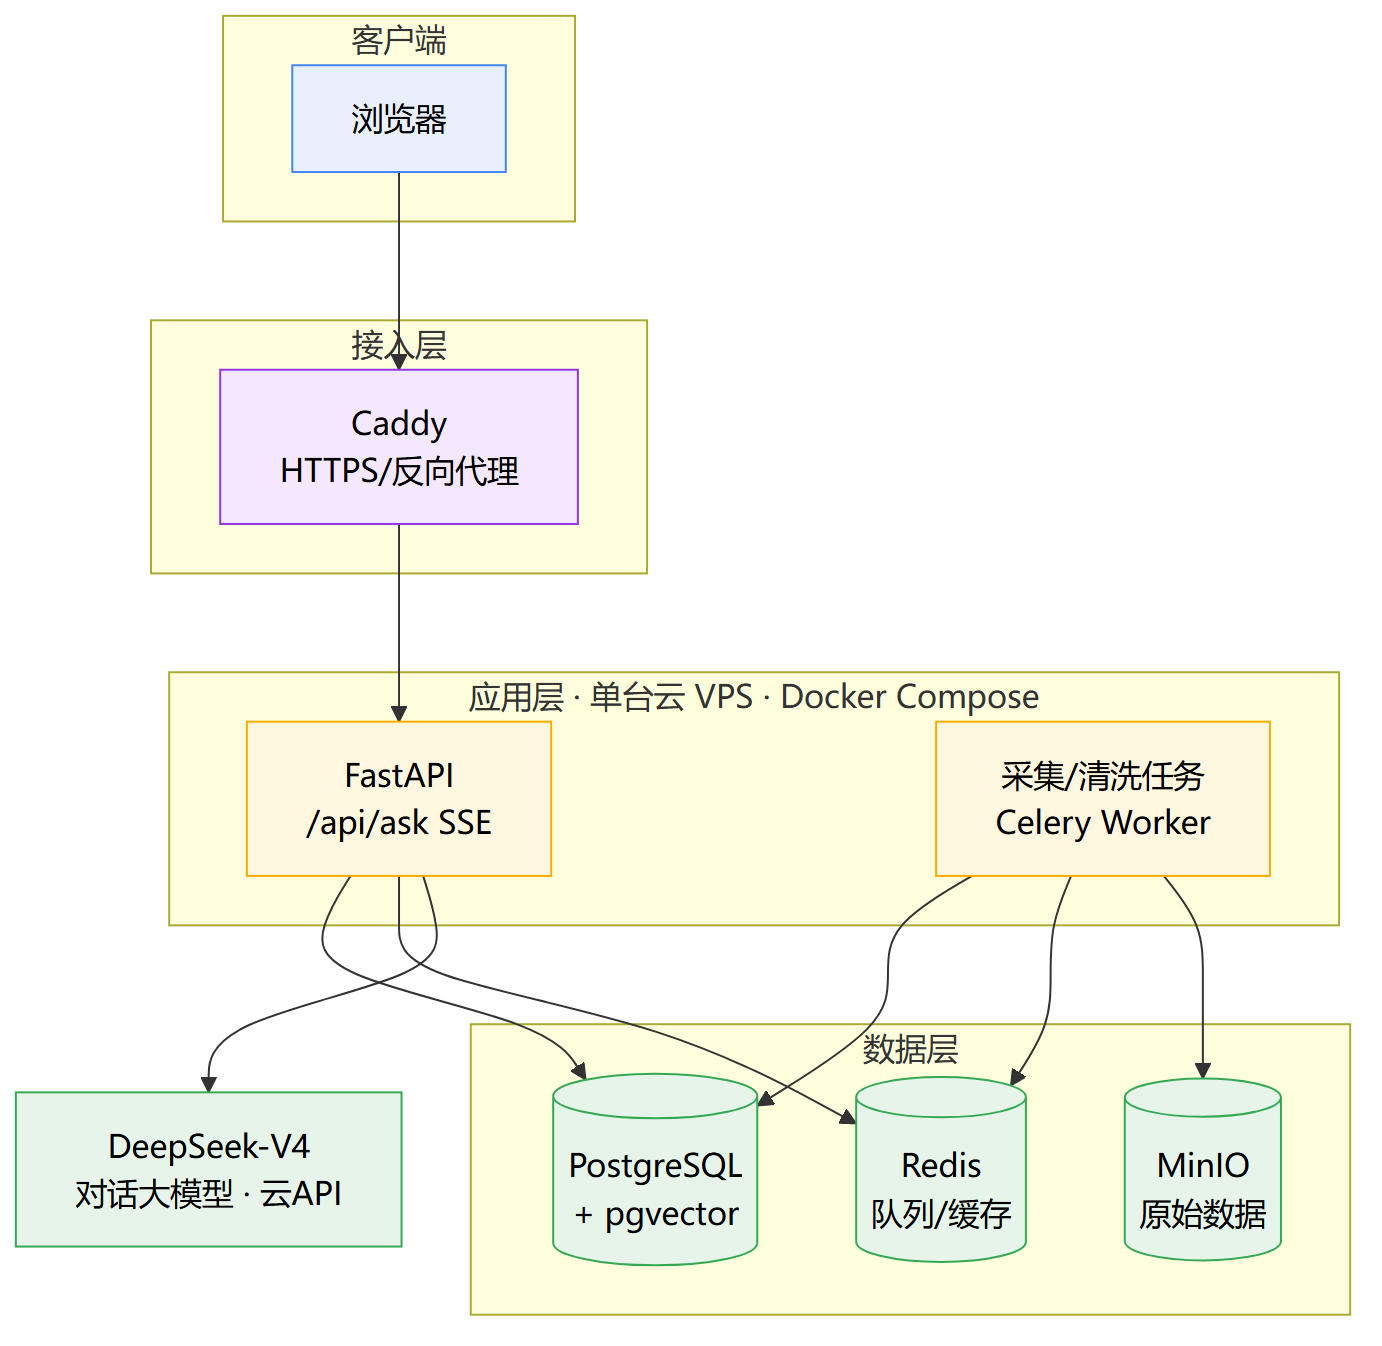 客户端
浏览器
接入层
Caddy
HTTPS/反向代理
应用层 · 单台云 VPS · Docker Compose
FastAPI
/api/ask SSE
采集/清洗任务
Celery Worker
数据层
DeepSeek-V4
对话大模型 · 云API
PostgreSQL
+ pgvector
Redis
队列/缓存
MinIO
原始数据